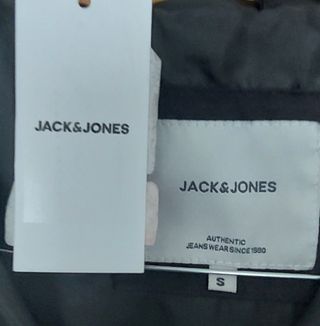 JACK&JONES
JACK&JONES
AUTHENTIC
JEANS WEAR SINCE 1990
S